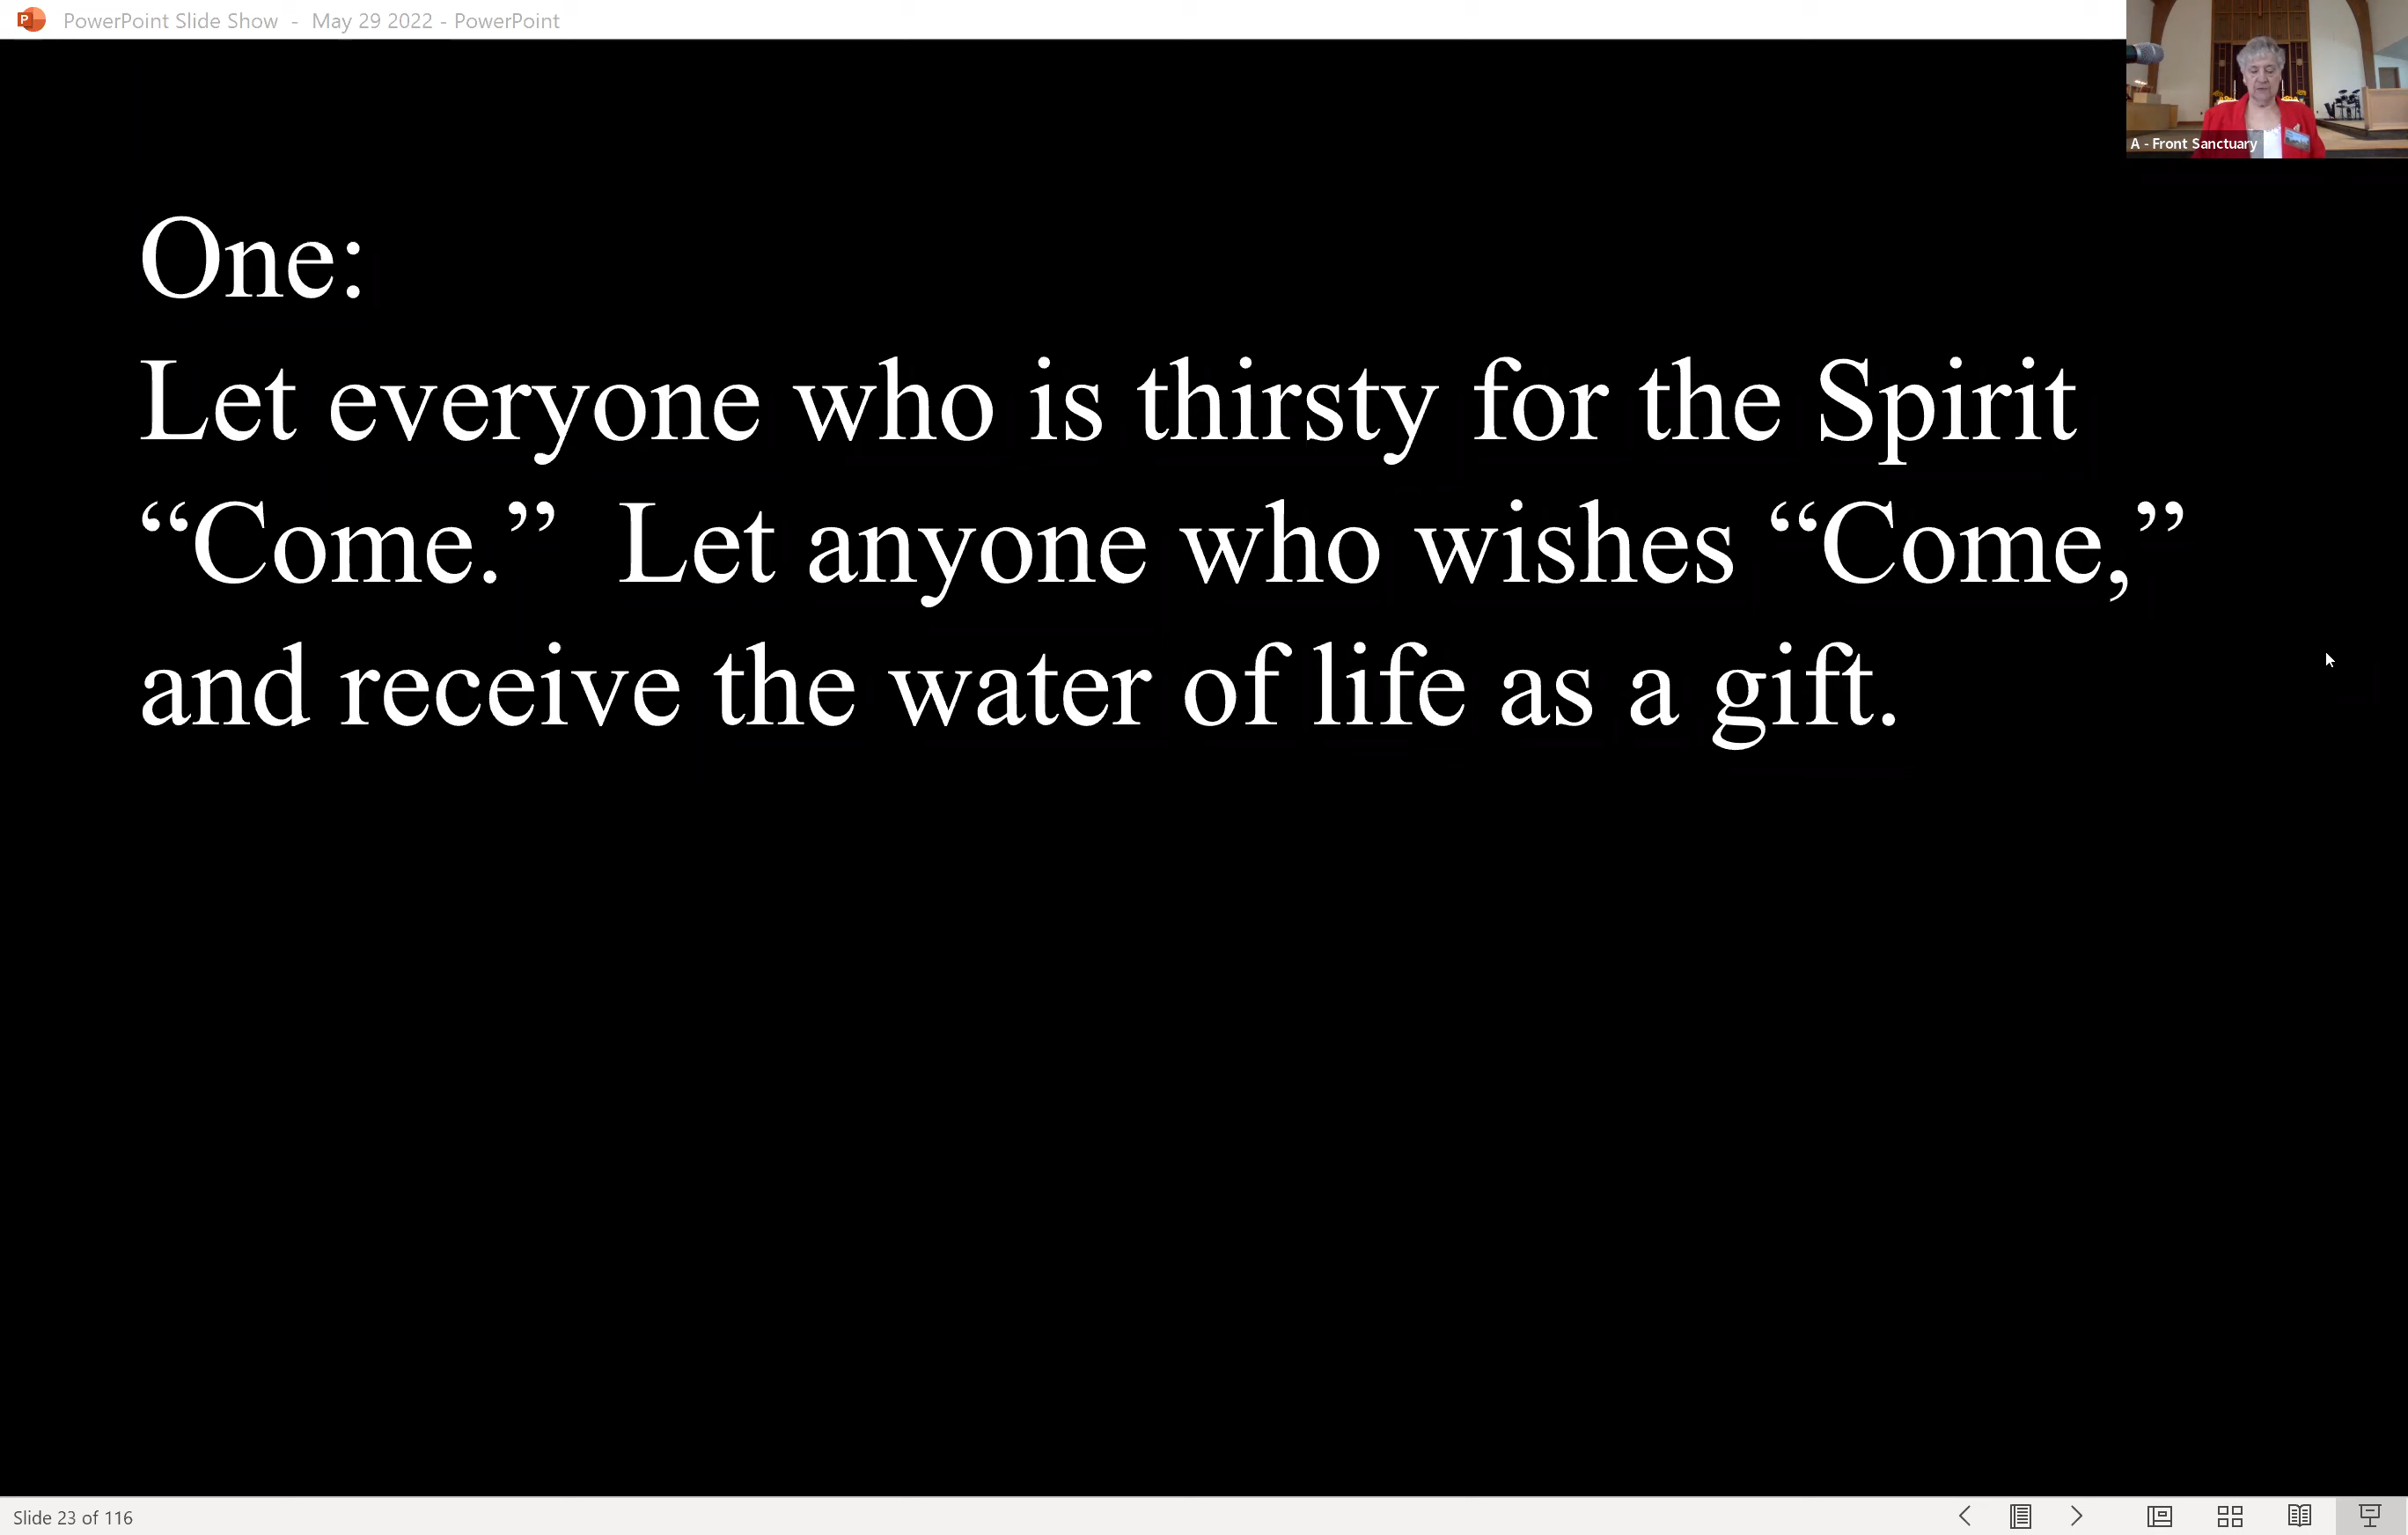 PowerPoint Slide Show  -  May 29 2022 - PowerPoint
A - Front Sanctuary
One:
Let everyone who is thirsty for the Spirit
“Come.”  Let anyone who wishes “Come,”
and receive the water of life as a gift.
Slide 23 of 116